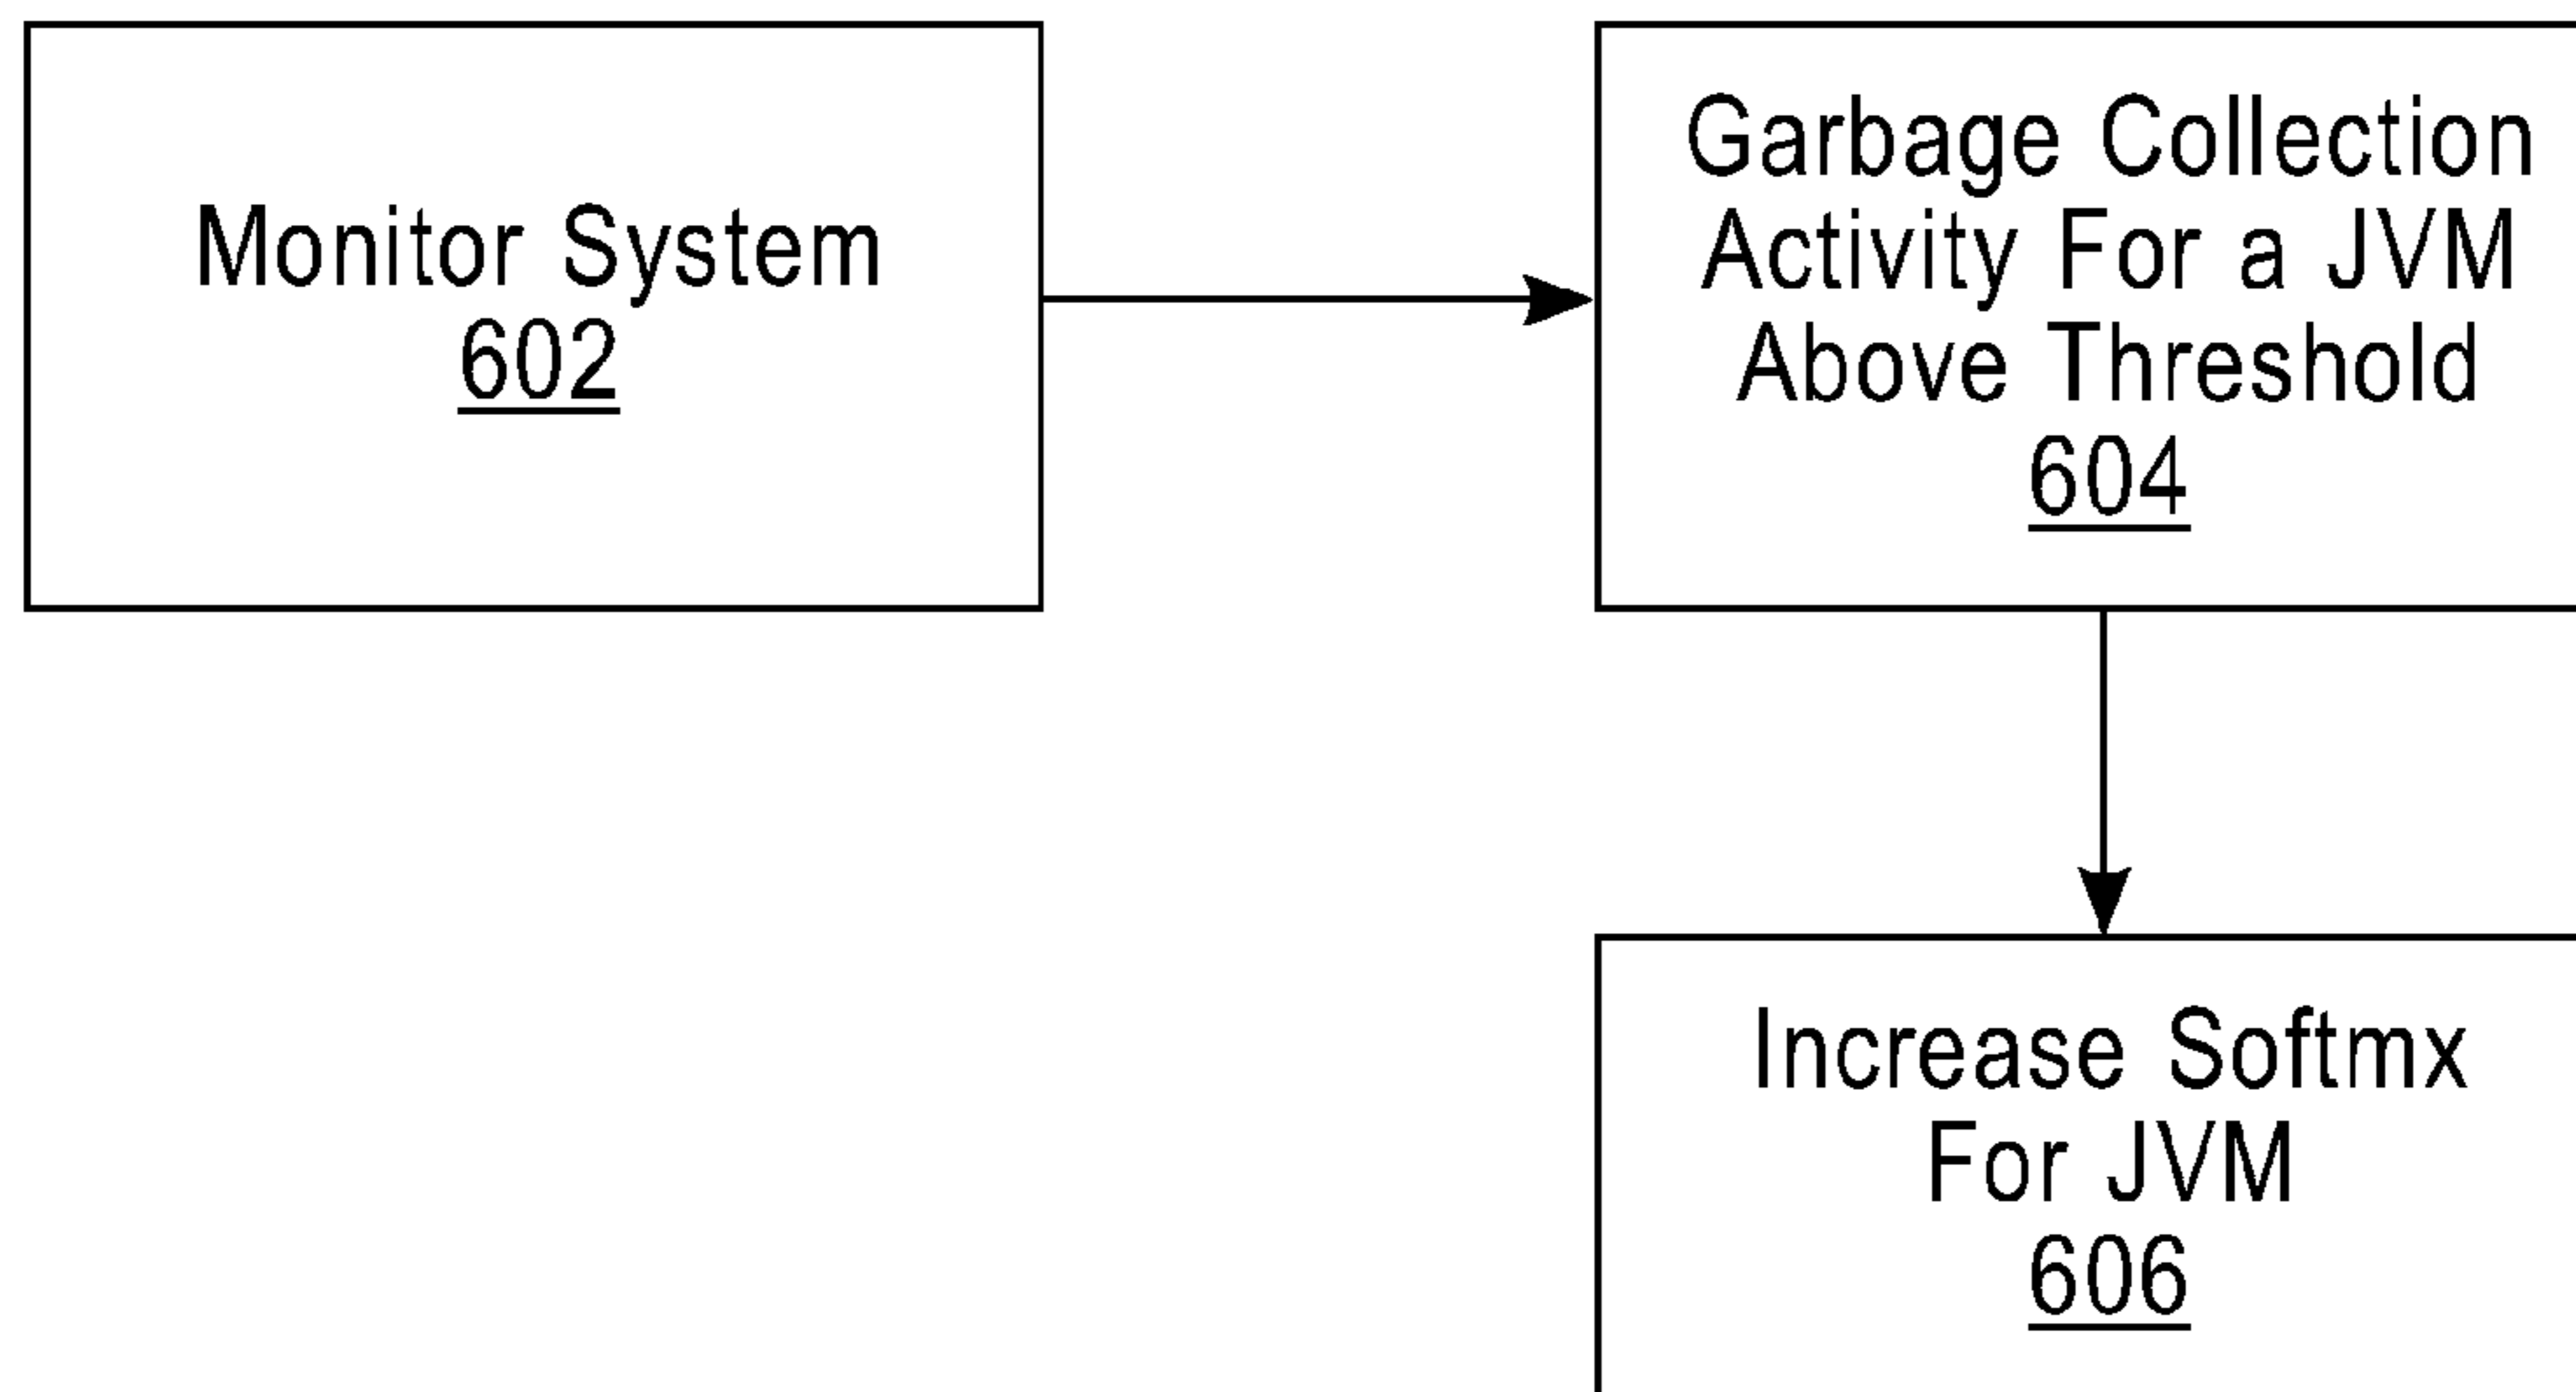 Monitor System
602
Garbage Collection
Activity For a JVM
Above Threshold
604
Increase Softmx
For JVM
606